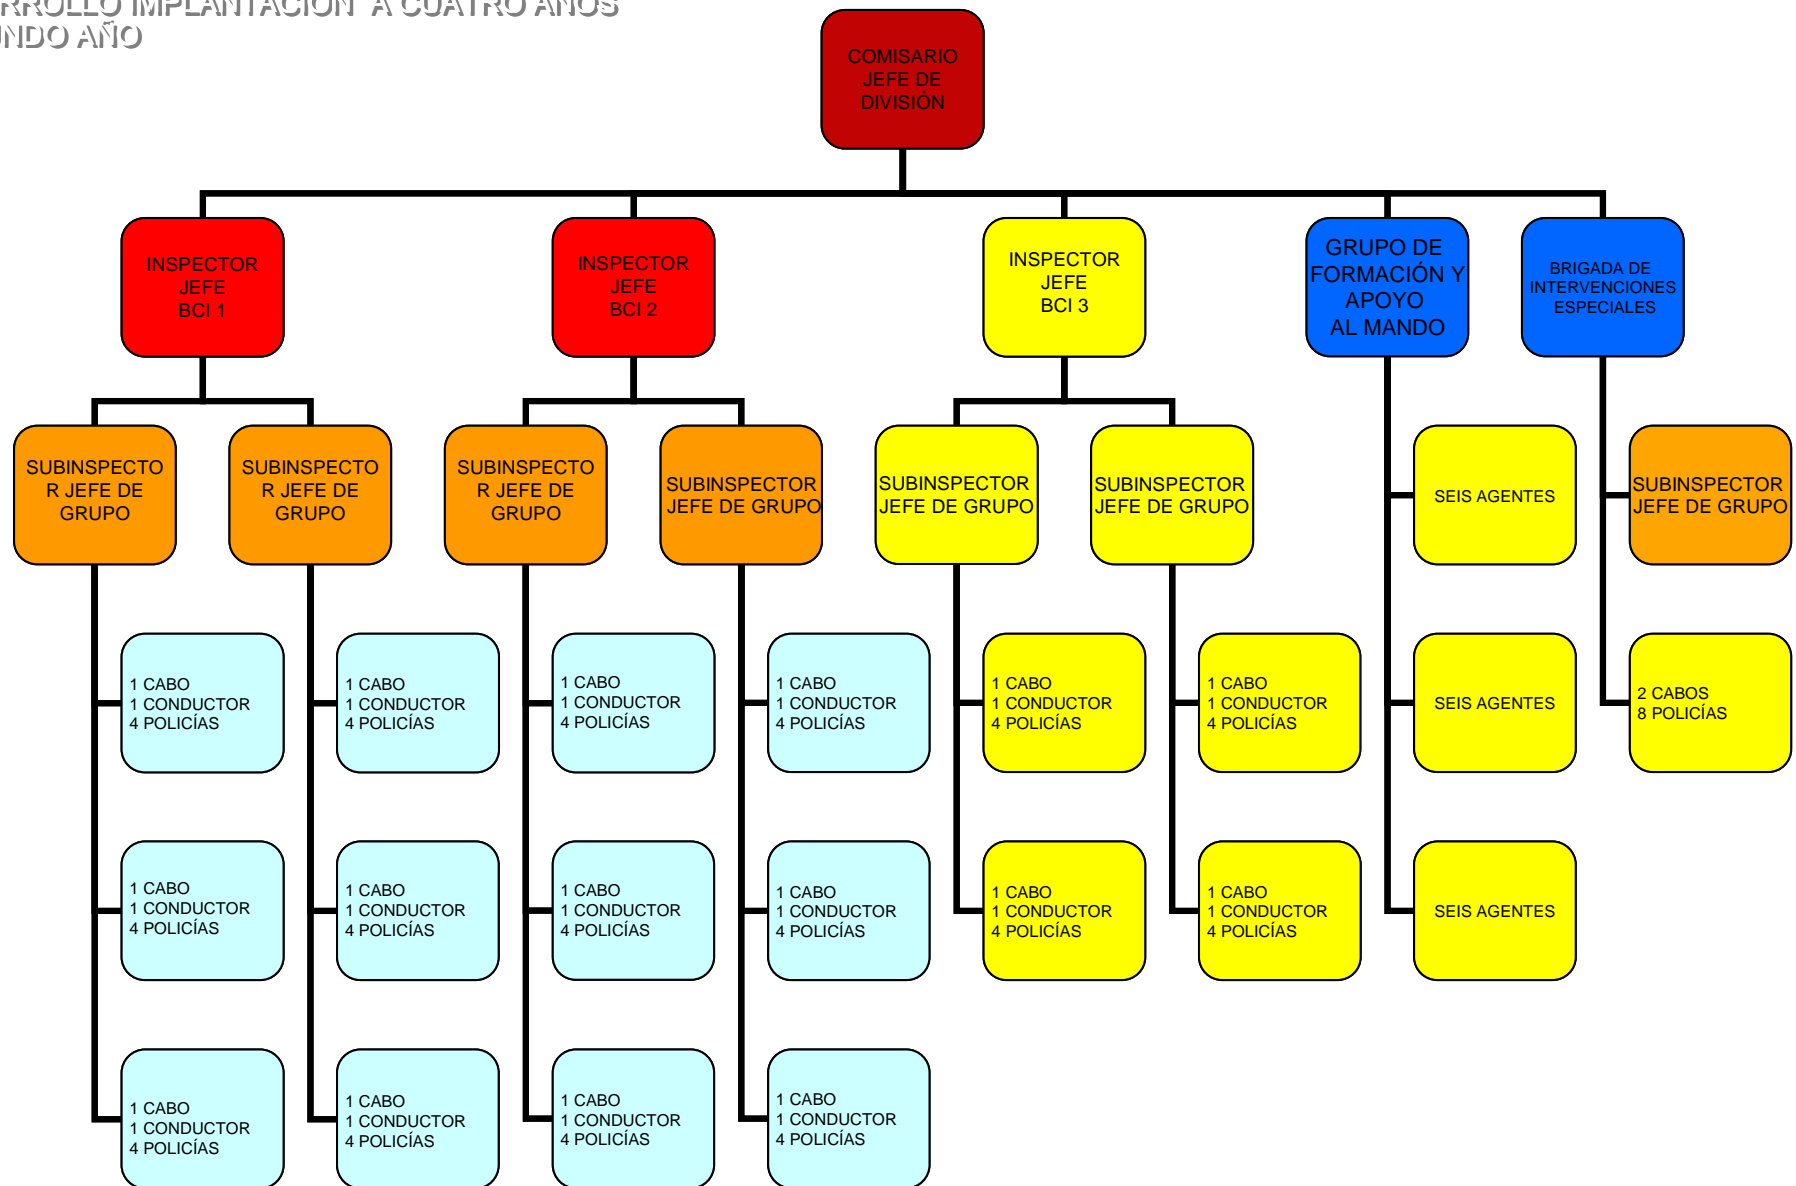 IMPLANTACIÓN A CUATRO AÑOS
AÑO
COMISARIO
JEFE DE
DIVISIÓN
INSPECTOR
JEFE
BCI 1
INSPECTOR
JEFE
BCI 2
INSPECTOR
JEFE
BCI 3
GRUPO DE
FORMACIÓN Y
APOYO
AL MANDO
BRIGADA DE
INTERVENCIONES
ESPECIALES
SUBINSPECTO
R JEFE DE
GRUPO
SUBINSPECTO
R JEFE DE
GRUPO
SUBINSPECTO
R JEFE DE
GRUPO
SUBINSPECTOR
JEFE DE GRUPO
SUBINSPECTOR
JEFE DE GRUPO
SUBINSPECTOR
JEFE DE GRUPO
SEIS AGENTES
SUBINSPECTOR
JEFE DE GRUPO
1 CABO
1 CONDUCTOR
4 POLICÍAS
1 CABO
1 CONDUCTOR
4 POLICÍAS
1 CABO
1 CONDUCTOR
4 POLICÍAS
1 CABO
1 CONDUCTOR
4 POLICÍAS
1 CABO
1 CONDUCTOR
4 POLICÍAS
1 CABO
1 CONDUCTOR
4 POLICÍAS
SEIS AGENTES
2 CABOS
8 POLICÍAS
1 CABO
1 CONDUCTOR
4 POLICÍAS
1 CABO
1 CONDUCTOR
4 POLICÍAS
1 CABO
1 CONDUCTOR
4 POLICÍAS
1 CABO
1 CONDUCTOR
4 POLICÍAS
1 CABO
1 CONDUCTOR
4 POLICÍAS
1 CABO
1 CONDUCTOR
4 POLICÍAS
SEIS AGENTES
1 CABO
1 CONDUCTOR
4 POLICÍAS
1 CABO
1 CONDUCTOR
4 POLICÍAS
1 CABO
1 CONDUCTOR
4 POLICÍAS
1 CABO
1 CONDUCTOR
4 POLICÍAS